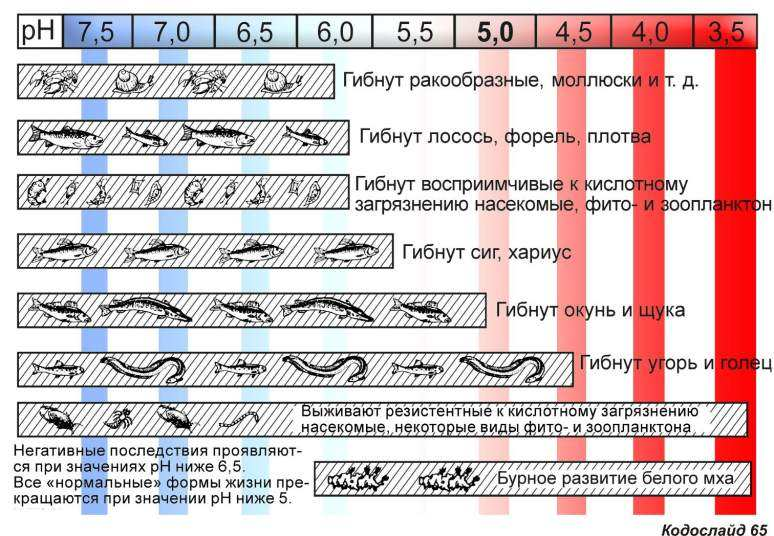 pH 7,5 7,0 6,5 6,0 5,5 5,0 4,5 4,0 3,5
Гибнут ракообразные, моллюски и т. д.
Гибнут лосось, форель, плотва
Гибнут восприимчивые к кислотному
загрязнению насекомые, фито- и зоопланктон
Гибнут сиг, хариус
Гибнут окунь и щука
Гибнут угорь и голец
Выживают резистентные к кислотному загрязнению
насекомые, некоторые виды фито- и зоопланктона
Негативные последствия проявляют-
ся при значениях pH ниже 6,5.
Все «нормальные» формы жизни пре-
кращаются при значении pH ниже 5.
Бурное развитие белого мха
Кодослайд 65